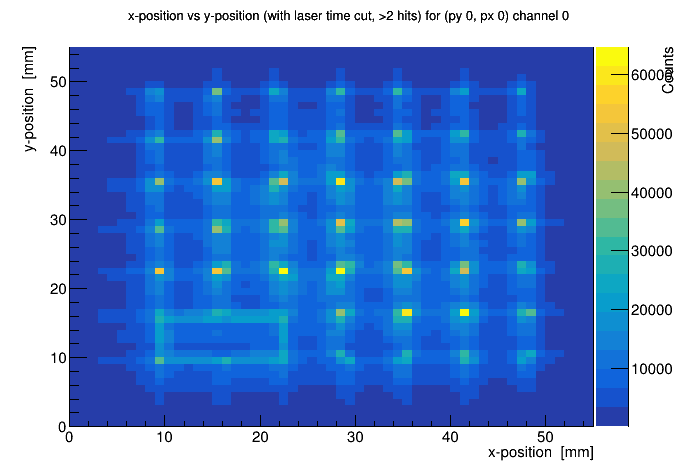 x-position vs y-position (with laser time cut, >2 hits) for (py 0, px 0) channel 0
y-position [mm]
50
40
30
20
10
0
0 10 20 30 40 50
x-position [mm]
Counts
60000
50000
40000
30000
20000
10000